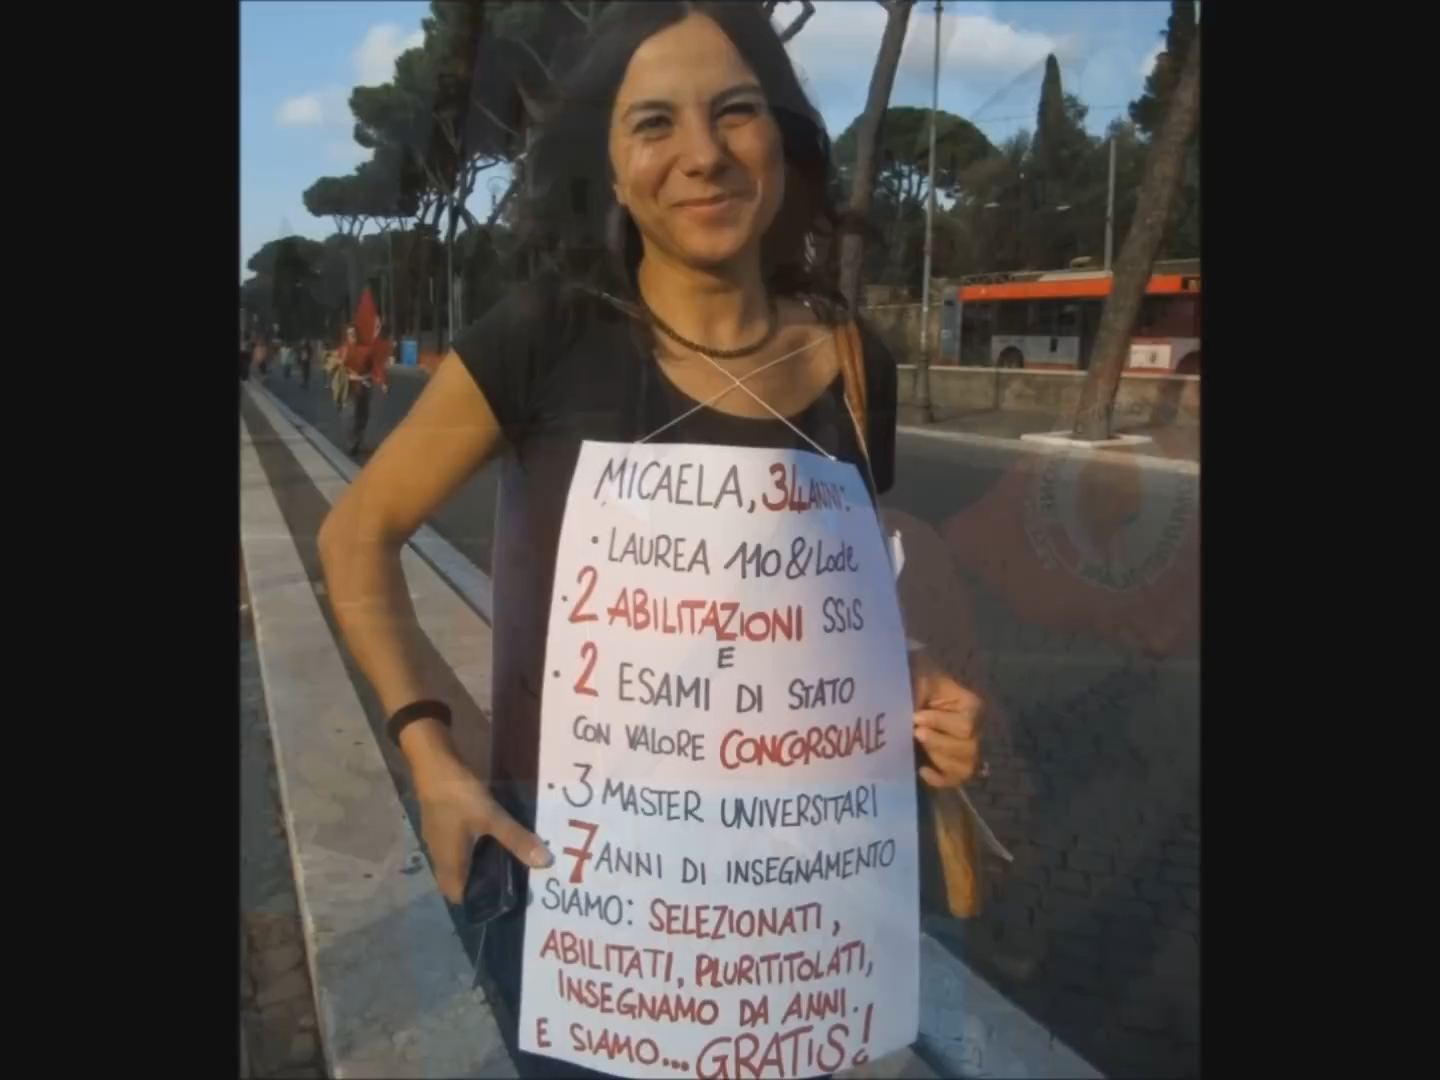 MICAELA, 34 ANNI:
• LAUREA 110 & Lode
• 2 ABILITAZIONI SSIS
E
• 2 ESAMI DI STATO
CON VALORE CONCORSUALE
• 3 MASTER UNIVERSITARI
• 7 ANNI DI INSEGNAMENTO
SIAMO: SELEZIONATI,
ABILITATI, PLURITITOLATI,
INSEGNAMO DA ANNI.
E SIAMO... GRATIS!